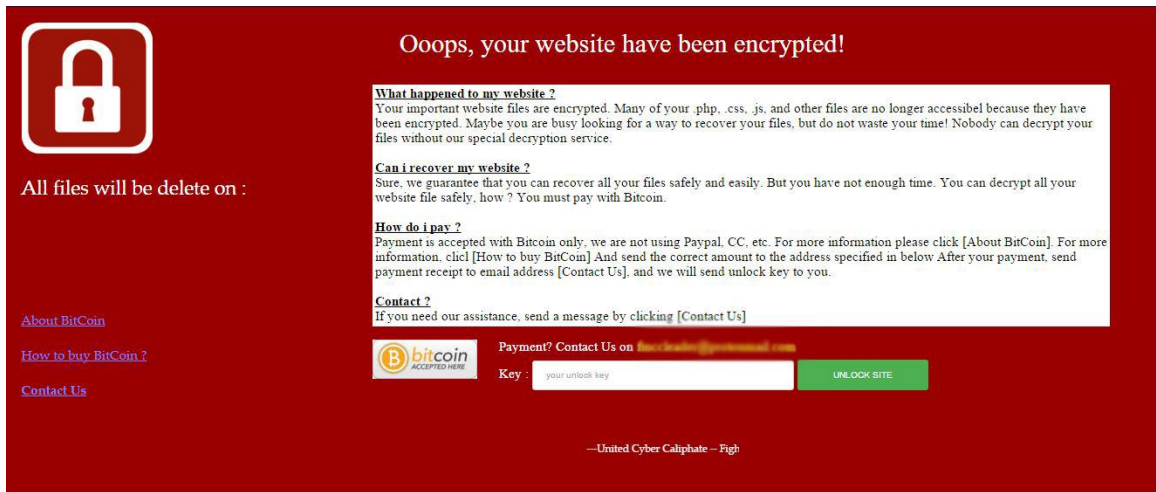 Ooops, your website have been encrypted!
What happened to my website ?
Your important website files are encrypted. Many of your .php, .css, .js, and other files are no longer accessibel because they have
been encrypted. Maybe you are busy looking for a way to recover your files, but do not waste your time! Nobody can decrypt your
files without our special decryption service.
Can i recover my website ?
Sure, we guarantee that you can recover all your files safely and easily. But you have not enough time. You can decrypt all your
website file safely, how ? You must pay with Bitcoin.
How do i pay ?
Payment is accepted with Bitcoin only, we are not using Paypal, CC, etc. For more information please click [About BitCoin]. For more
information, clicl [How to buy BitCoin] And send the correct amount to the address specified in below After your payment, send
payment receipt to email address [Contact Us], and we will send unlock key to you.
Contact ?
If you need our assistance, send a message by clicking [Contact Us]
All files will be delete on :
About BitCoin
How to buy BitCoin ?
Contact Us
bitcoin
ACCEPTED HERE
Payment? Contact Us on
Key : your unlock key UNLOCK SITE
---United Cyber Caliphate -- Figh